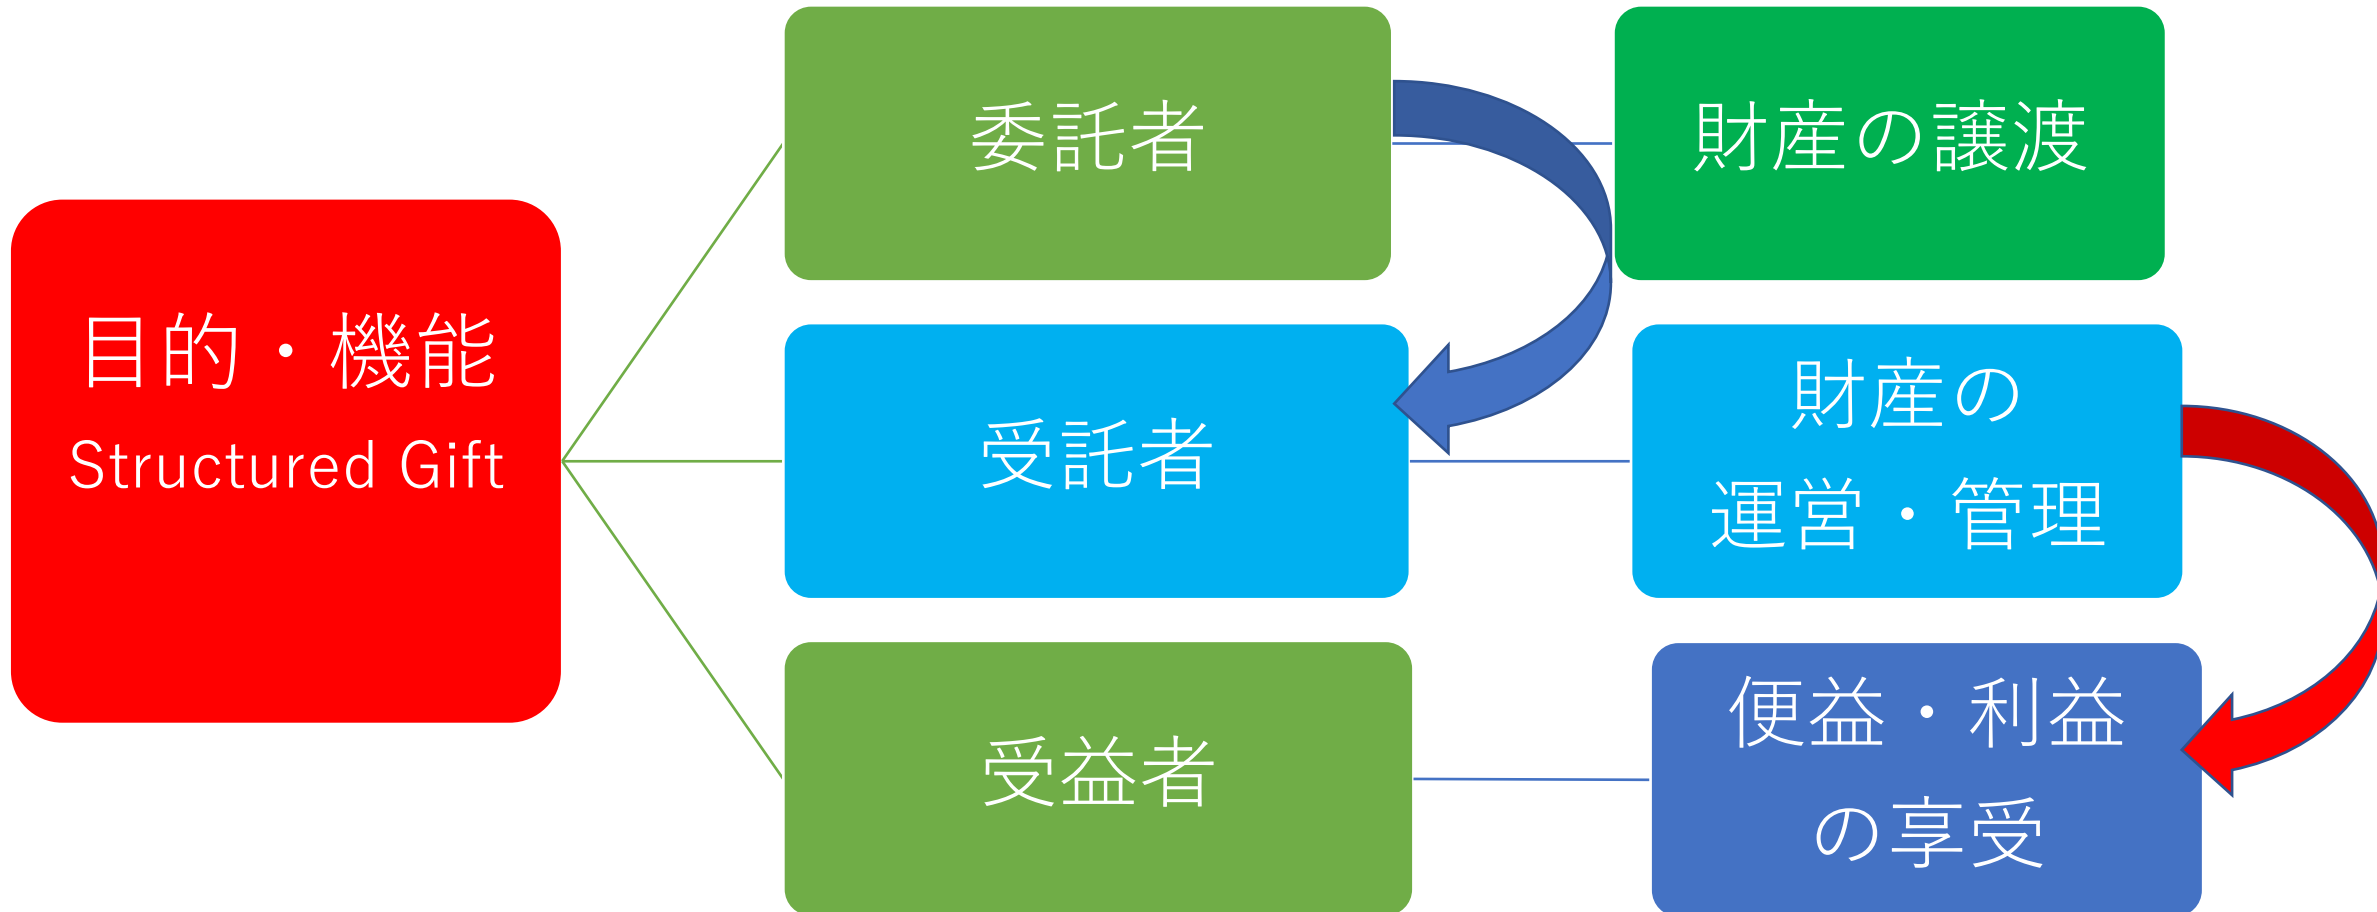 目的・機能
Structured Gift
委託者
財産の譲渡
受託者
財産の
運営・管理
受益者
便益・利益
の享受